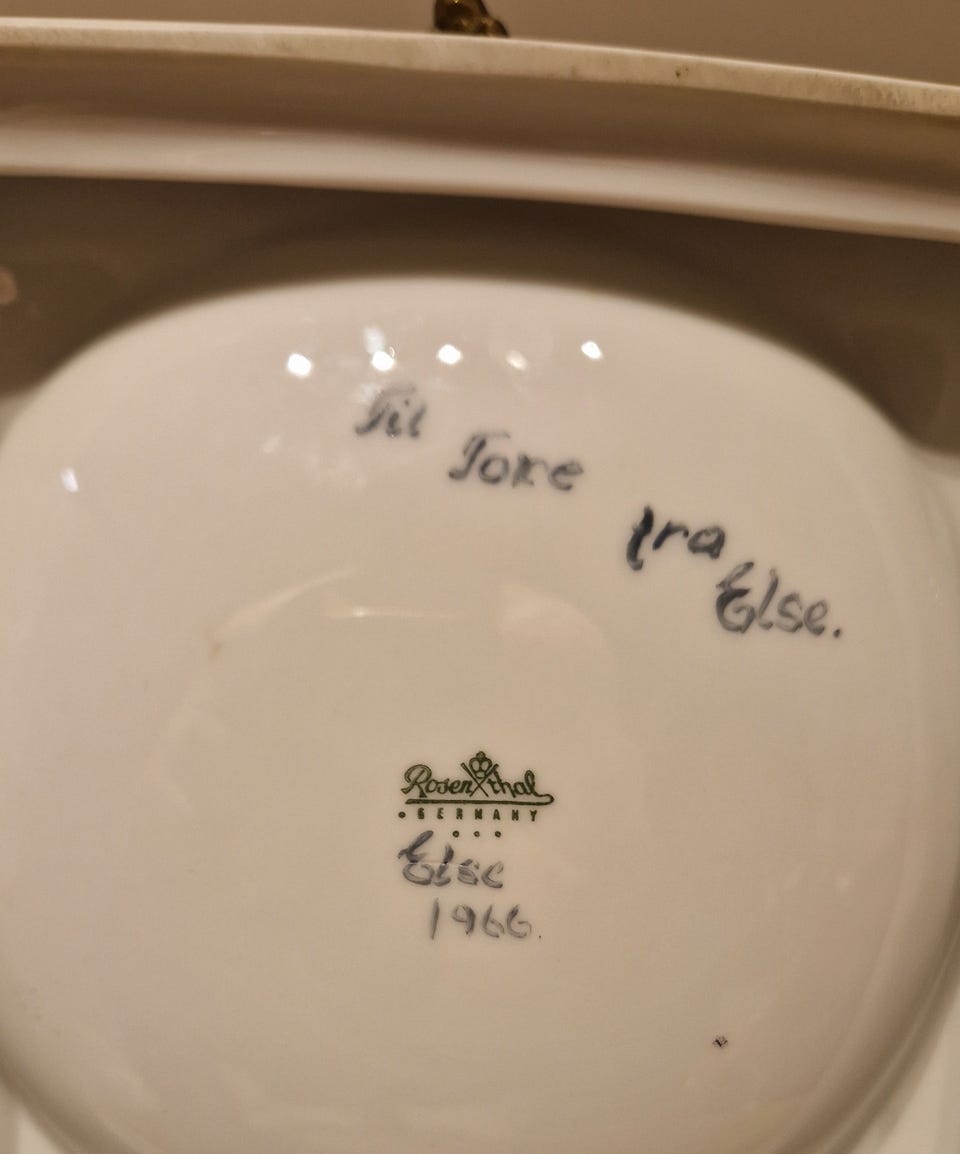 Til
Tore
fra
Else.
Rosenthal
GERMANY
Else
1966.